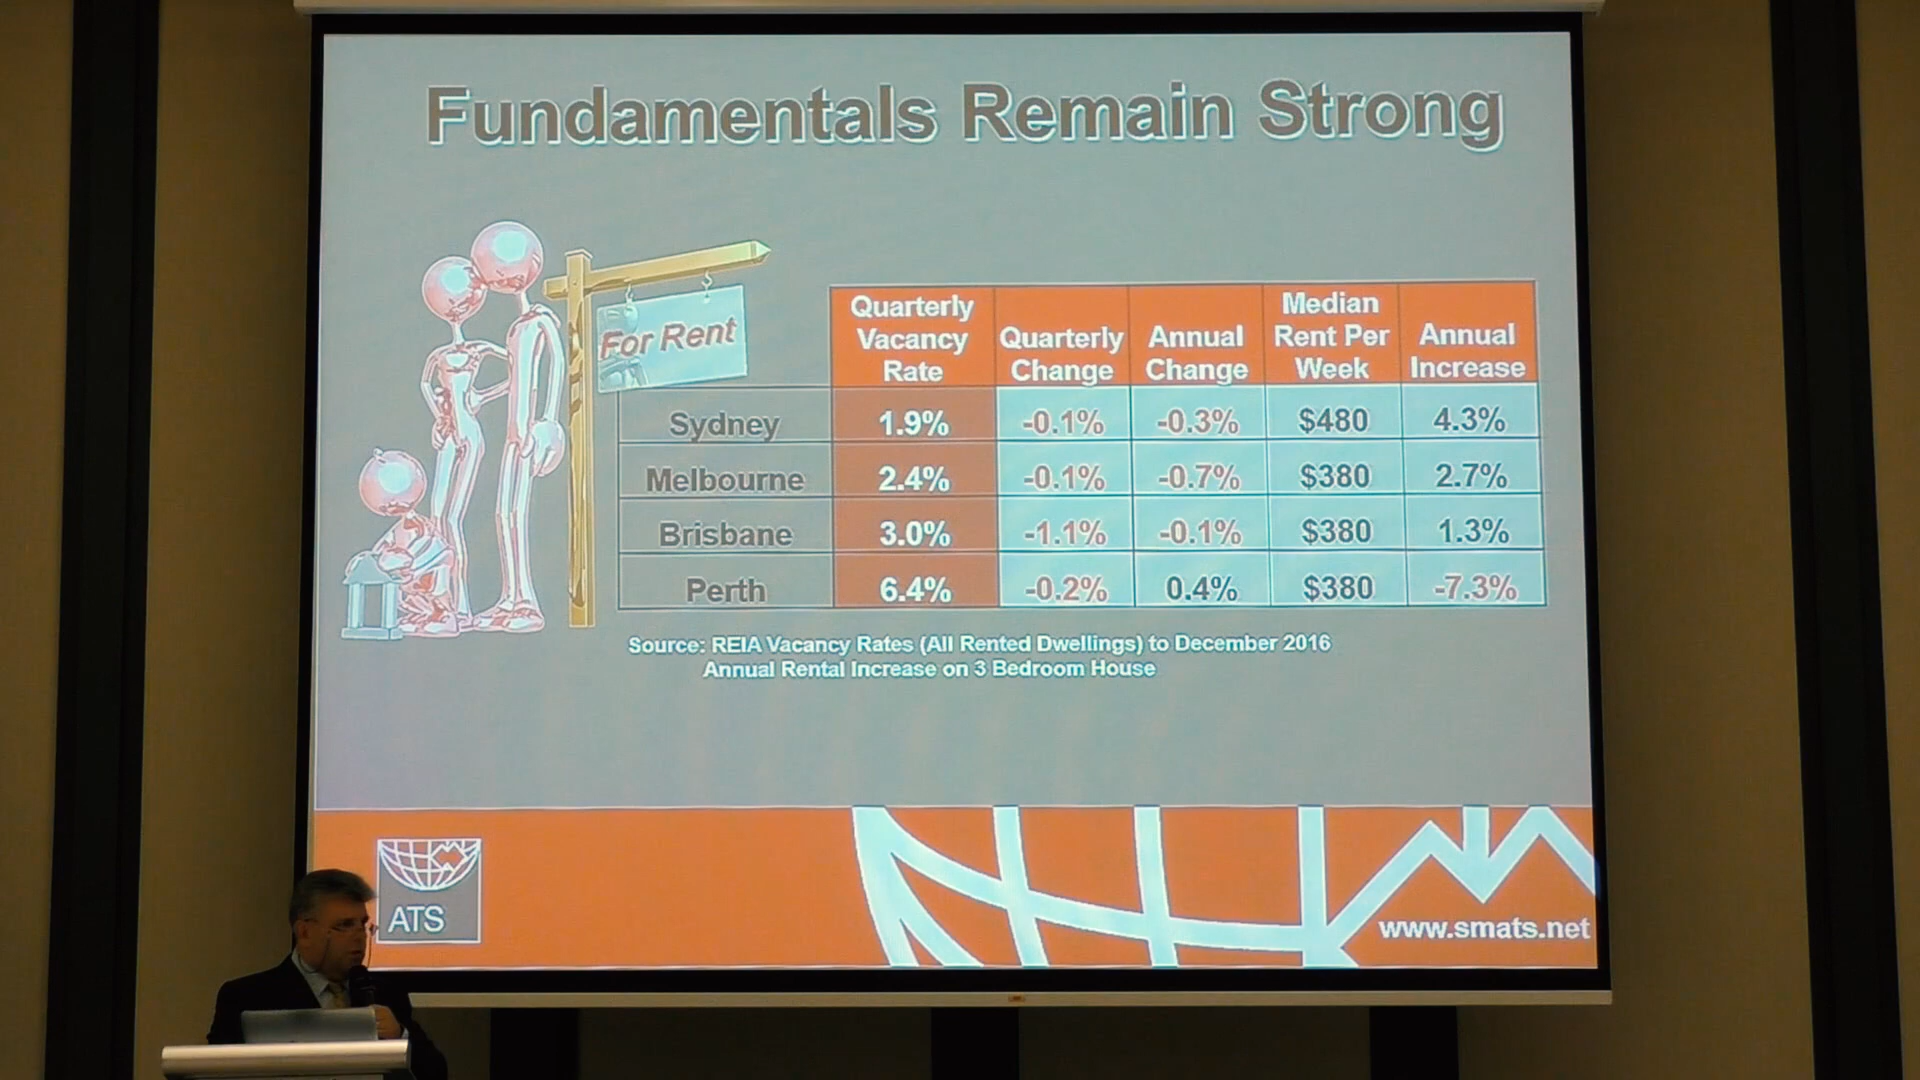 Fundamentals Remain Strong
For Rent
Quarterly Vacancy Rate
Quarterly Change
Annual Change
Median Rent Per Week
Annual Increase
Sydney 1.9% -0.1% -0.3% $480 4.3%
Melbourne 2.4% -0.1% -0.7% $380 2.7%
Brisbane 3.0% -1.1% -0.1% $380 1.3%
Perth 6.4% -0.2% 0.4% $380 -7.3%
Source: REIA Vacancy Rates (All Rented Dwellings) to December 2016
Annual Rental Increase on 3 Bedroom House
ATS
www.smats.net